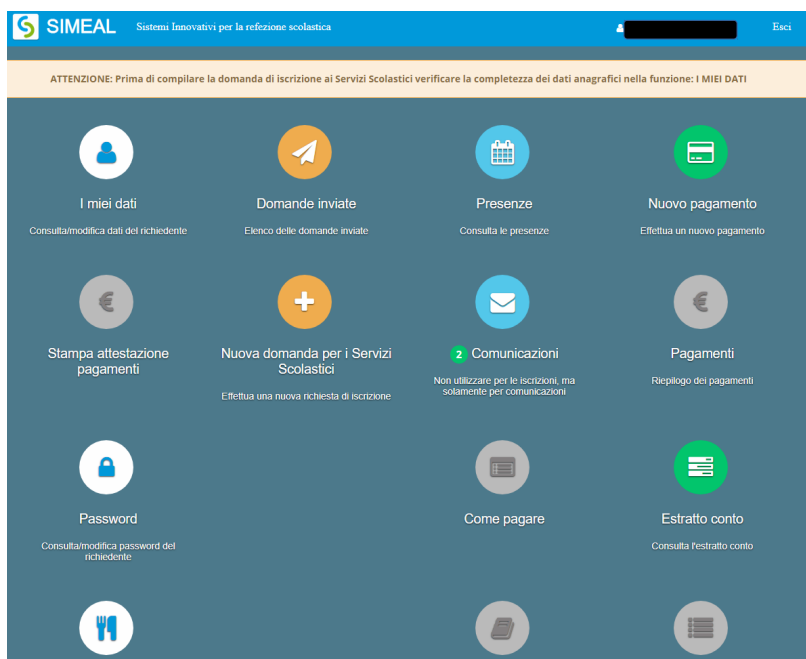 SIMEAL
Sistemi Innovativi per la refezione scolastica
Esci
ATTENZIONE: Prima di compilare la domanda di iscrizione ai Servizi Scolastici verificare la completezza dei dati anagrafici nella funzione: I MIEI DATI
I miei dati
Consulta/modifica dati del richiedente
Domande inviate
Elenco delle domande inviate
Presenze
Consulta le presenze
Nuovo pagamento
Effettua un nuovo pagamento
Stampa attestazione
pagamenti
Nuova domanda per i Servizi
Scolastici
Effettua una nuova richiesta di iscrizione
2 Comunicazioni
Non utilizzare per le iscrizioni, ma
solamente per comunicazioni
Pagamenti
Riepilogo dei pagamenti
Password
Consulta/modifica password del
richiedente
Come pagare
Estratto conto
Consulta l'estratto conto